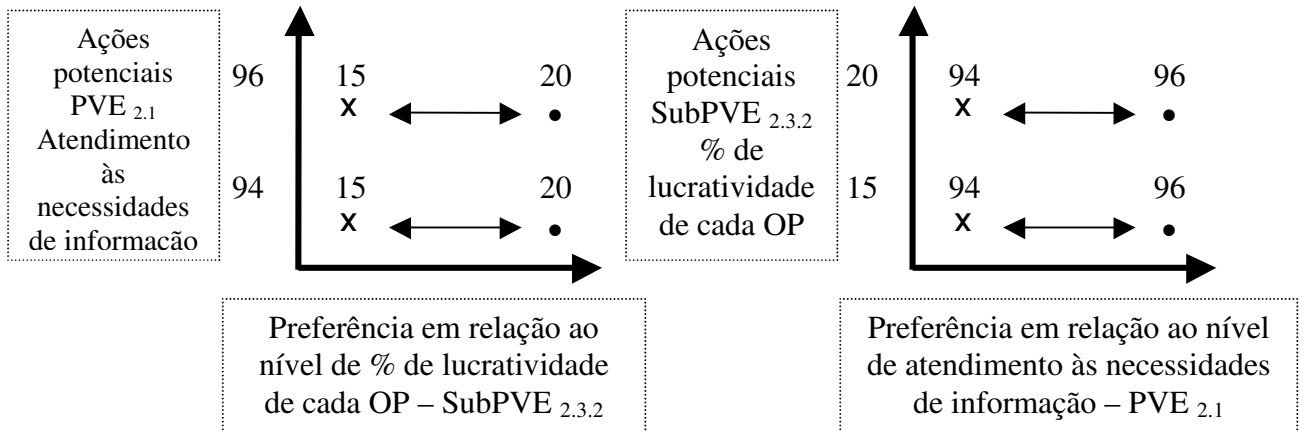 Ações
potenciais
PVE 2.1
Atendimento
às
necessidades
de informacão
96
15
20
x
•
94
15
20
x
•
Preferência em relação ao
nível de % de lucratividade
de cada OP – SubPVE 2.3.2
Ações
potenciais
SubPVE 2.3.2
% de
lucratividade
de cada OP
20
94
96
x
•
15
94
96
x
•
Preferência em relação ao nível
de atendimento às necessidades
de informação – PVE 2.1